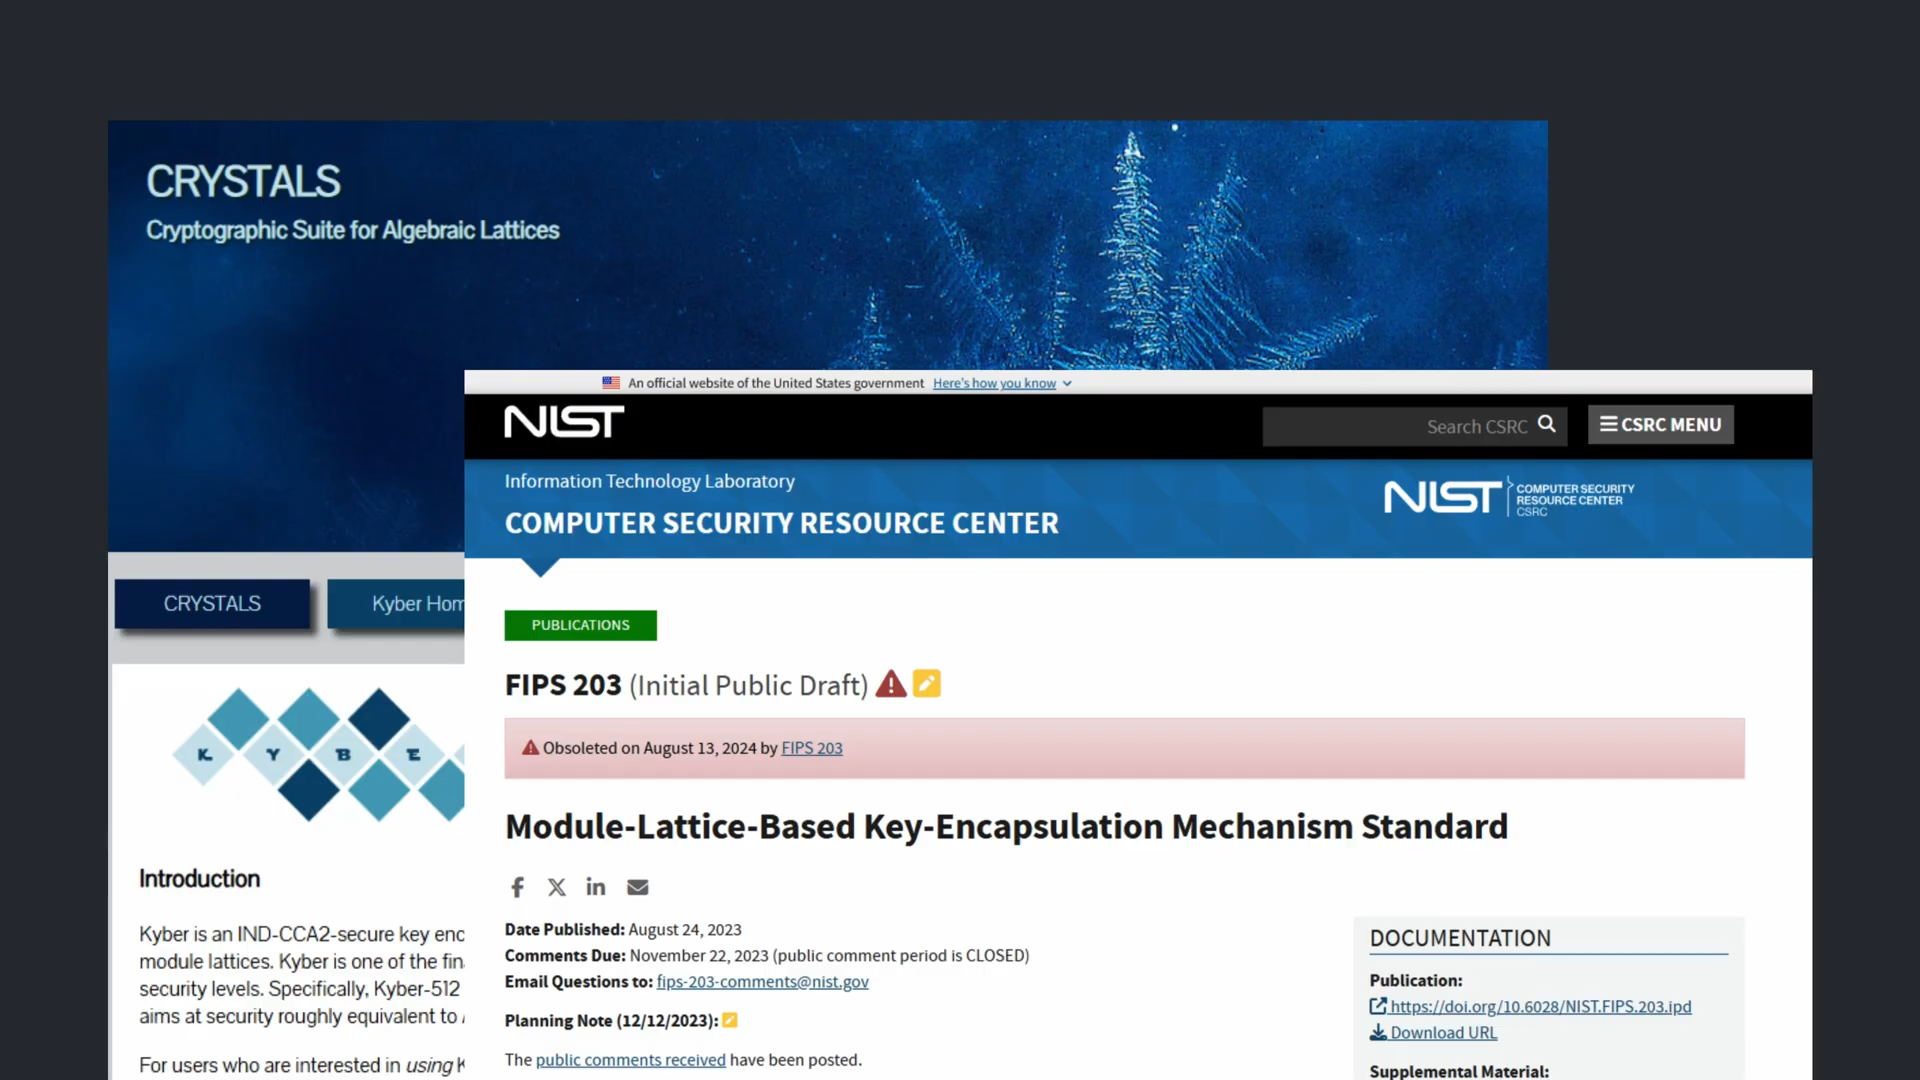 CRYSTALS
Cryptographic Suite for Algebraic Lattices
CRYSTALS
Kyber Hom
K Y B E
Introduction
Kyber is an IND-CCA2-secure key enc
module lattices. Kyber is one of the fin
security levels. Specifically, Kyber-512
aims at security roughly equivalent to
For users who are interested in using K
An official website of the United States government Here's how you know
NIST
Search CSRC
CSRC MENU
Information Technology Laboratory
COMPUTER SECURITY RESOURCE CENTER
NIST
COMPUTER SECURITY
RESOURCE CENTER
CSRC
PUBLICATIONS
FIPS 203 (Initial Public Draft)
Obsoleted on August 13, 2024 by FIPS 203
Module-Lattice-Based Key-Encapsulation Mechanism Standard
Date Published: August 24, 2023
Comments Due: November 22, 2023 (public comment period is CLOSED)
Email Questions to: fips-203-comments@nist.gov
Planning Note (12/12/2023):
The public comments received have been posted.
DOCUMENTATION
Publication:
https://doi.org/10.6028/NIST.FIPS.203.ipd
Download URL
Supplemental Material: